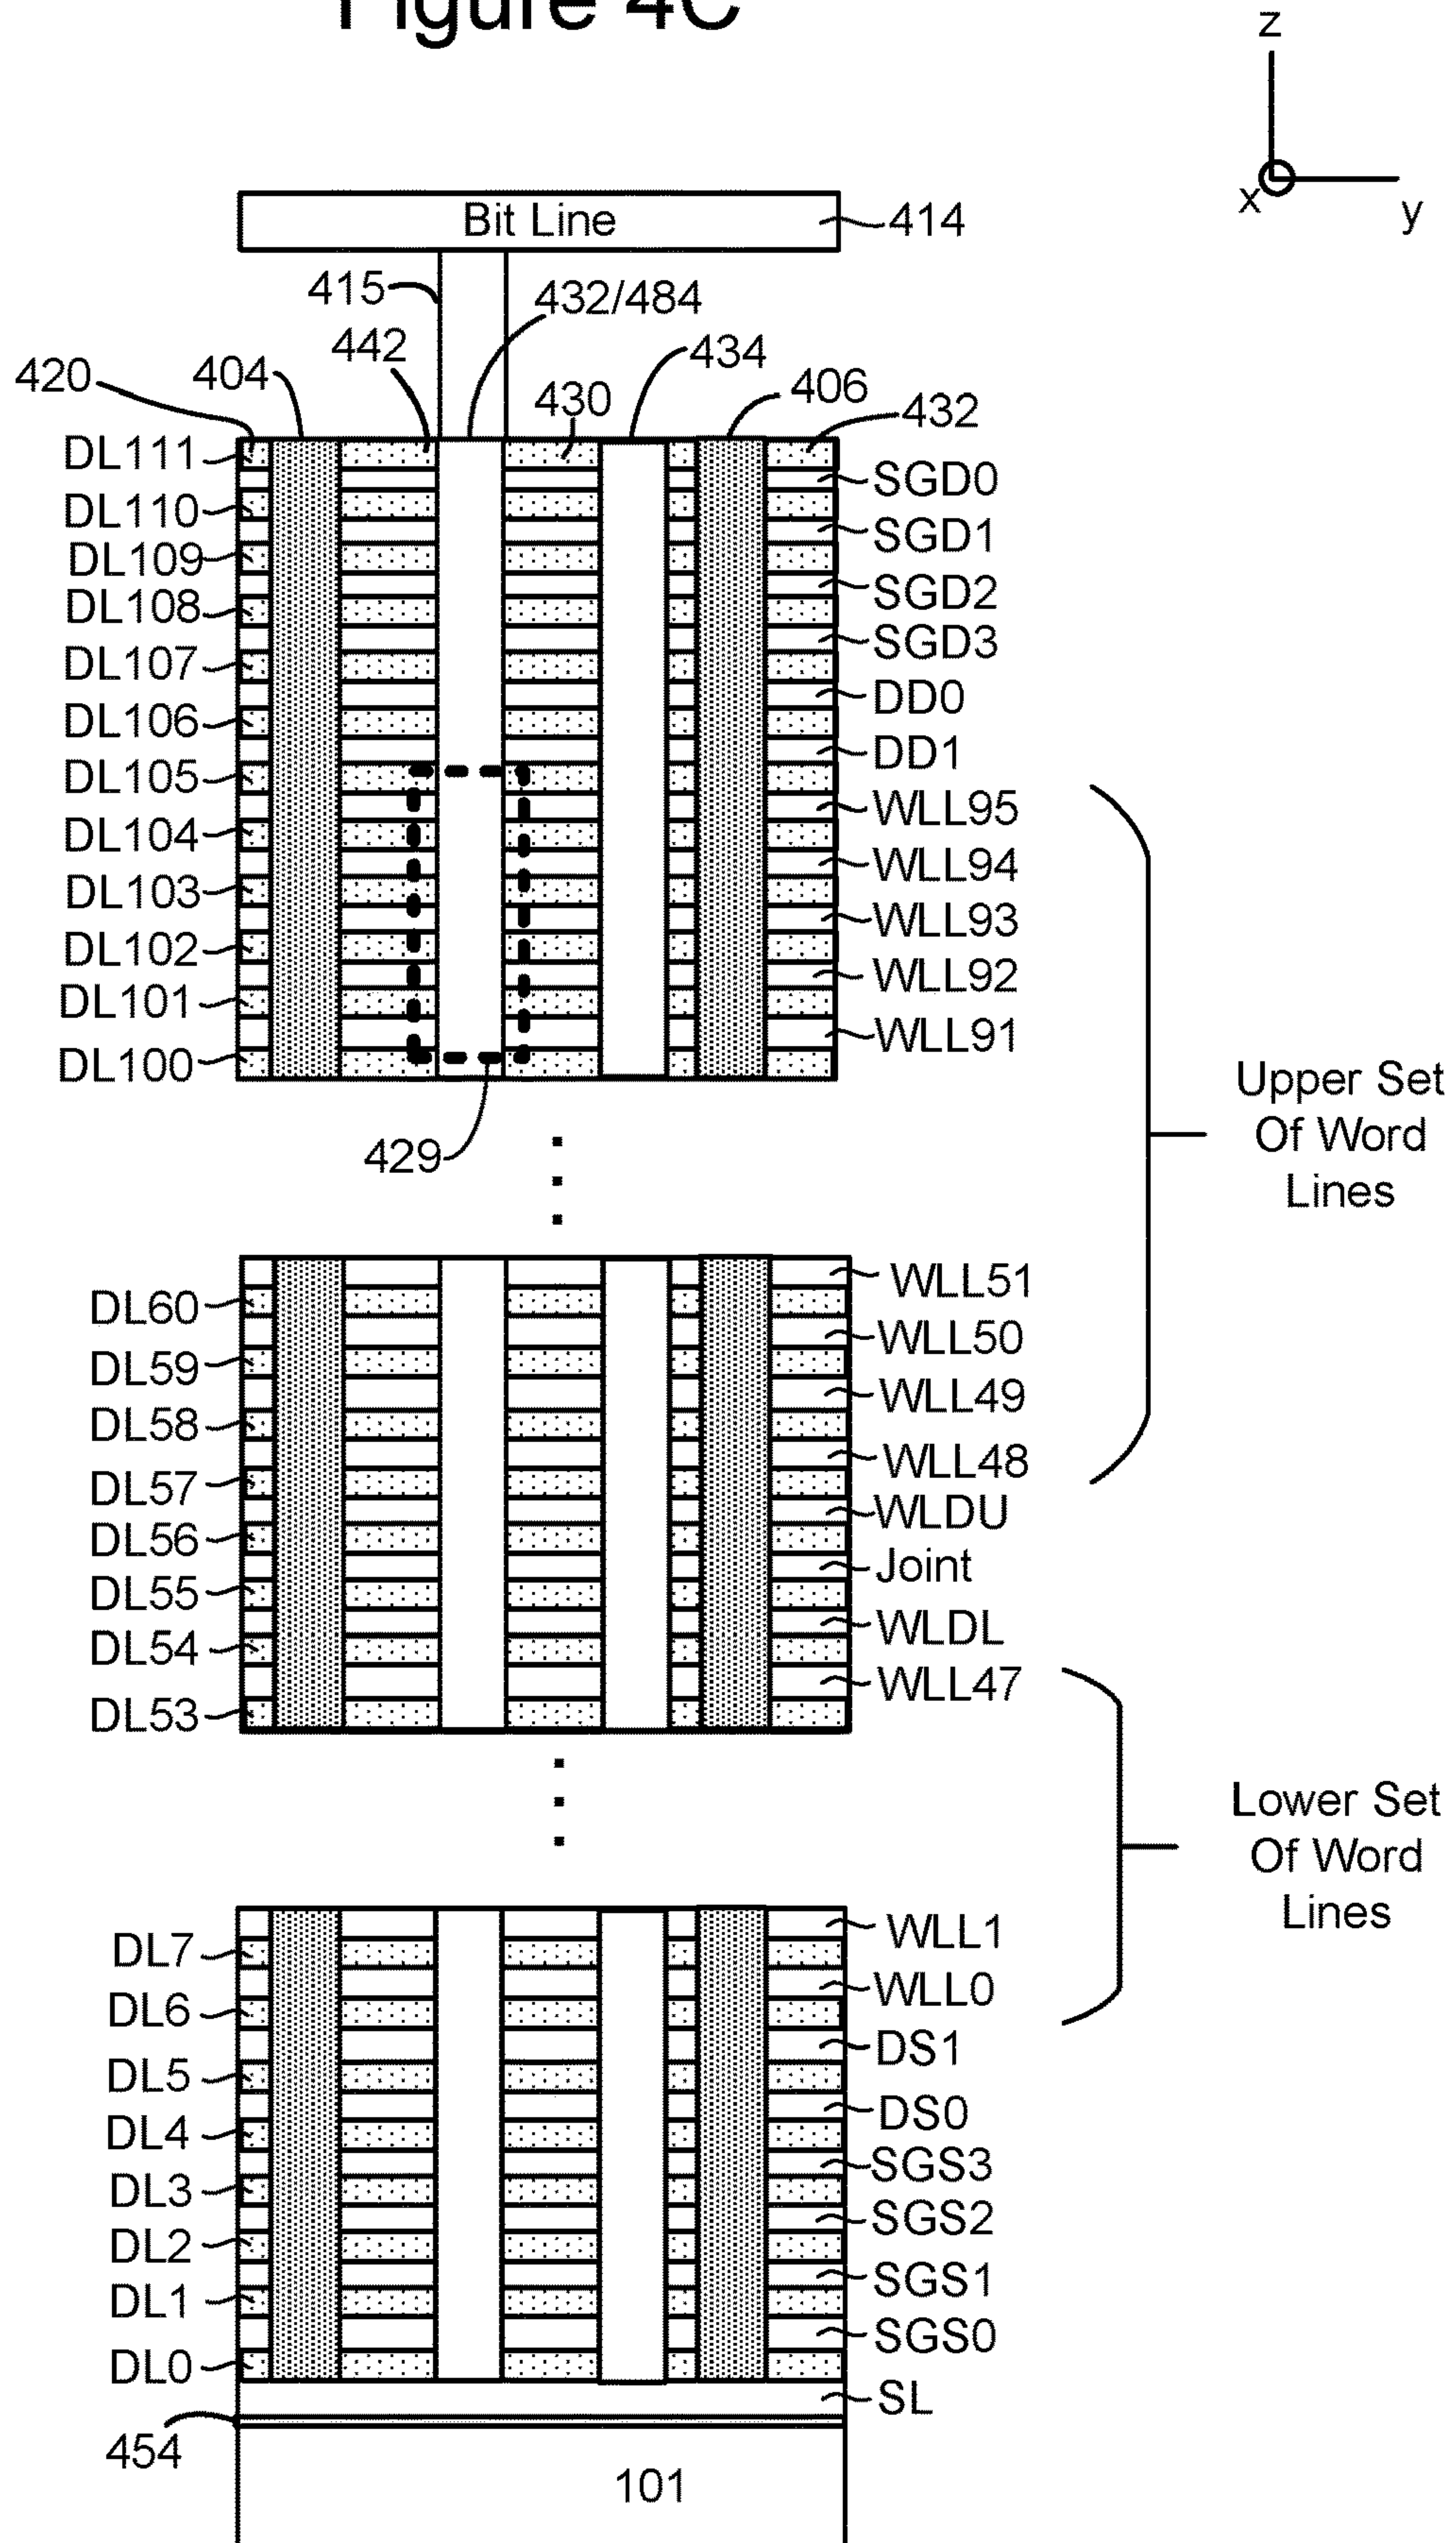 Figure 4C
z
x
y
Bit Line
414
415
432/484
442
434
420
404
430
406
432
DL111
SGD0
DL110
SGD1
DL109
SGD2
DL108
SGD3
DL107
DD0
DL106
DD1
DL105
WLL95
DL104
WLL94
DL103
WLL93
DL102
WLL92
DL101
WLL91
DL100
429
Upper Set
Of Word
Lines
WLL51
DL60
WLL50
DL59
WLL49
DL58
WLL48
DL57
WLDU
DL56
Joint
DL55
WLDL
DL54
WLL47
DL53
Lower Set
Of Word
Lines
WLL1
DL7
WLL0
DL6
DS1
DL5
DS0
DL4
SGS3
DL3
SGS2
DL2
SGS1
DL1
SGS0
DL0
SL
454
101